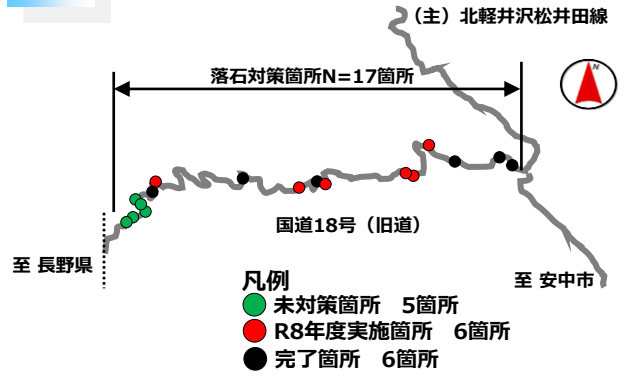 （主）北軽井沢松井田線
落石対策箇所N=17箇所
N
国道18号（旧道）
至 長野県
至 安中市
凡例
未対策箇所　5箇所
R8年度実施箇所　6箇所
完了箇所　6箇所